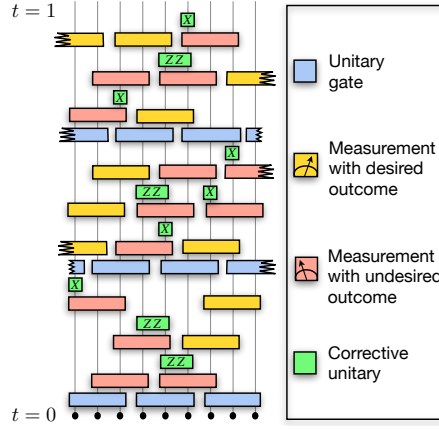 t = 1
X
ZZ
X
X
ZZ
X
X
X
ZZ
ZZ
t = 0
Unitary
gate
Measurement
with desired
outcome
Measurement
with undesired
outcome
Corrective
unitary